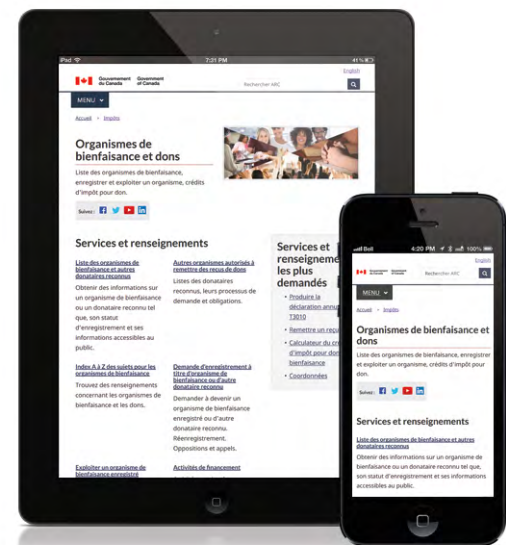 iPad
7:21 PM
41%
English
Gouvernement du Canada
Government of Canada
Rechercher ARC
MENU
Accueil
Impôts
Organismes de
bienfaisance et dons
Liste des organismes de bienfaisance,
enregistrer et exploiter un organisme, crédits
d'impôt pour don.
Suivez :
Services et renseignements
Liste des organismes de
bienfaisance et autres
donataires reconnus
Obtenir des informations sur
un organisme de bienfaisance
ou un donataire reconnu tel
que, son statut
d'enregistrement et ses
informations accessibles au
public.
Autres organismes autorisés à
remettre des reçus de dons
Listes des donataires
reconnus, leurs processus de
demande et obligations.
Index A à Z des sujets pour les
organismes de bienfaisance
Trouvez des renseignements
concernant les organismes de
bienfaisance et les dons.
Demande d'enregistrement à
titre d'organisme de
bienfaisance ou d'autre
donataire reconnu
Demander à devenir un
organisme de bienfaisance
enregistré ou d'autre
donataire reconnu.
Réenregistrement.
Oppositions et appels.
Exploiter un organisme de
bienfaisance enregistré
Activités de financement
Services et
renseigneme
les plus
demandés
Produire la
déclaration annu
T3010
Remettre un reçu
Calculateur du cr
d'impôt pour don
bienfaisance
Coordonnées
Bell
4:20 PM
100%
English
Gouvernement du Canada
Government of Canada
Rechercher ARC
MENU
Accueil
Impôts
Organismes de bienfaisance et
dons
Liste des organismes de bienfaisance, enregistrer
et exploiter un organisme, crédits d'impôt pour
don.
Suivez :
Services et renseignements
Liste des organismes de bienfaisance et autres
donataires reconnus
Obtenir des informations sur un organisme de
bienfaisance ou un donataire reconnu tel que,
son statut d'enregistrement et ses informations
accessibles au public.